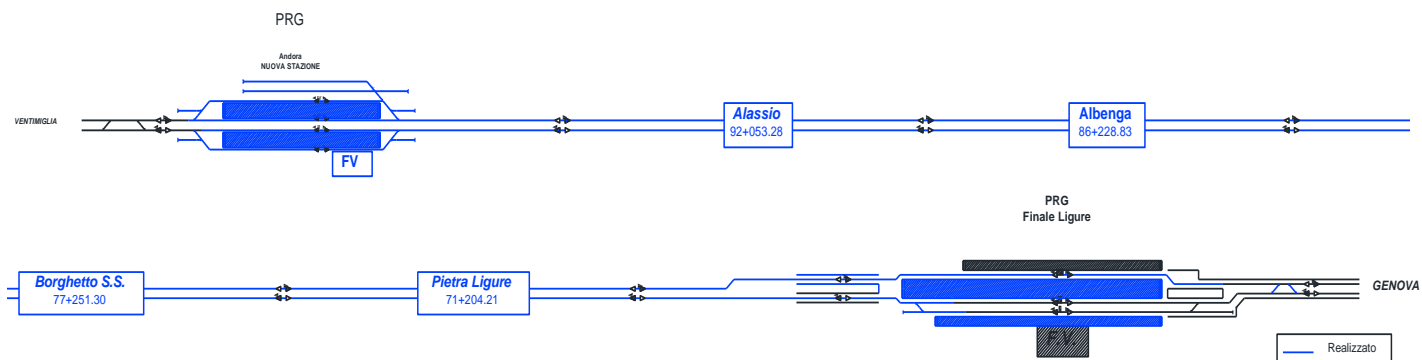 PRG
Andora
NUOVA STAZIONE
VENTIMIGLIA
FV
Alassio
92+053.28
Albenga
86+228.83
PRG
Finale Ligure
Borghetto S.S.
77+251.30
Pietra Ligure
71+204.21
GENOVA
F.V.
Realizzato